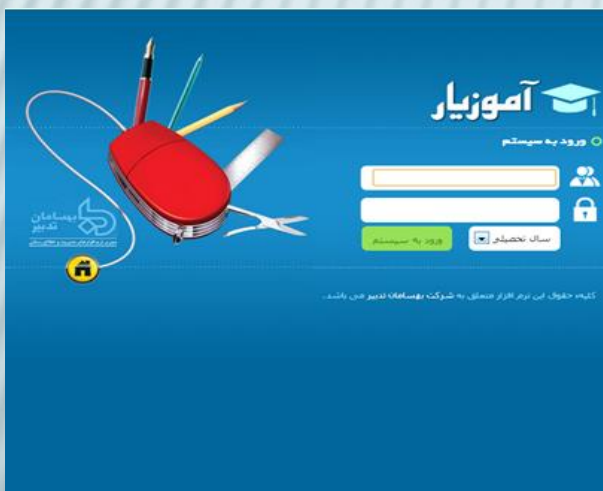 آموزیار
ورود به سیستم
سال تحصیلی
ورود به سیستم
بهسامان
تدبیر
کلیه حقوق این نرم افزار متعلق به شرکت بهسامان تدبیر می باشد.